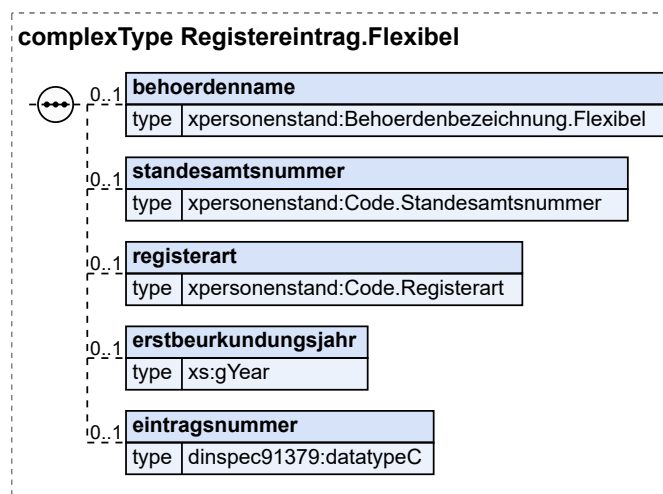 complexType Registereintrag.Flexibel
0..1 behoerdenname
type xpersonenstand:Behoerdenbezeichnung.Flexibel
0..1 standesamtsnummer
type xpersonenstand:Code.Standesamtsnummer
0..1 registerart
type xpersonenstand:Code.Registerart
0..1 erstbeurkundungsjahr
type xs:gYear
0..1 eintragsnummer
type dinspec91379:datatypeC